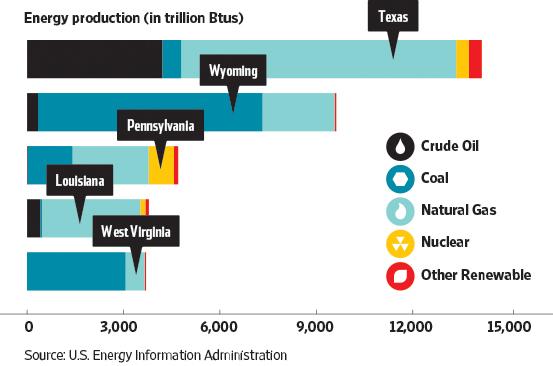 Energy production (in trillion Btus)
Texas
Wyoming
Pennsylvania
Louisiana
West Virginia
Crude Oil
Coal
Natural Gas
Nuclear
Other Renewable
0 3,000 6,000 9,000 12,000 15,000
Source: U.S. Energy Information Administration